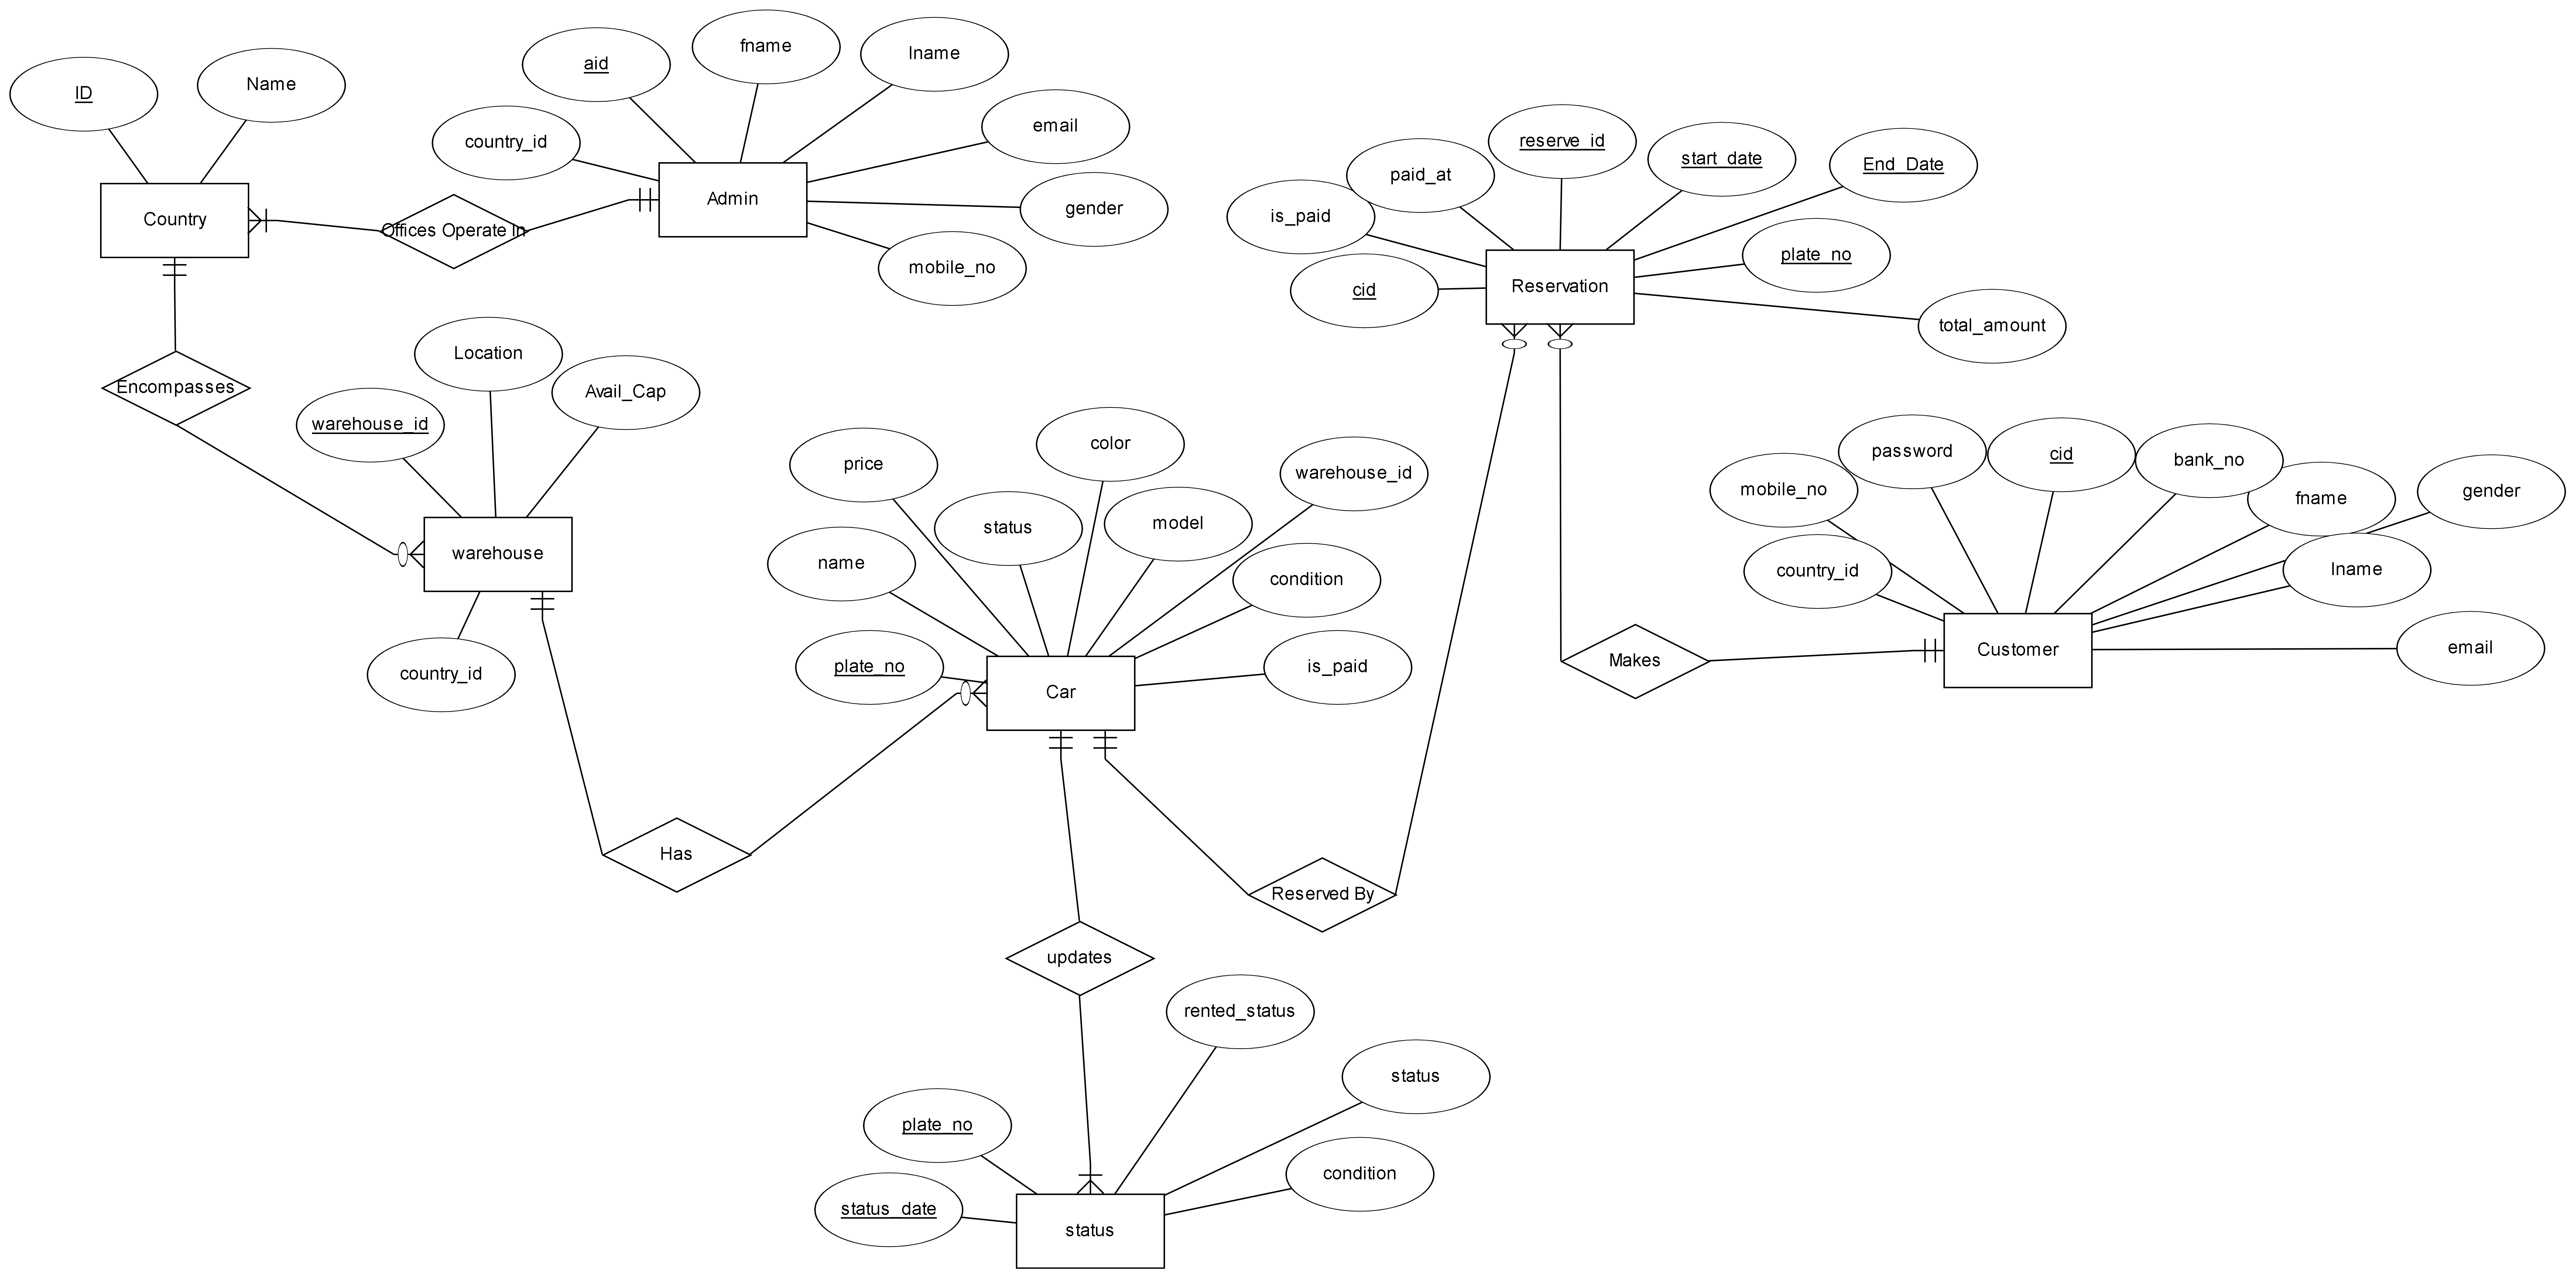 ID
Name
aid
fname
lname
country_id
email
gender
mobile_no
Country
Offices Operate in
Admin
Encompasses
Location
Avail_Cap
warehouse_id
warehouse
country_id
is_paid
paid_at
reserve_id
start_date
End_Date
plate_no
cid
Reservation
total_amount
price
color
warehouse_id
status
model
name
condition
plate_no
is_paid
Car
mobile_no
password
cid
bank_no
fname
gender
country_id
lname
Makes
Customer
email
Has
Reserved By
updates
rented_status
status
plate_no
condition
status_date
status